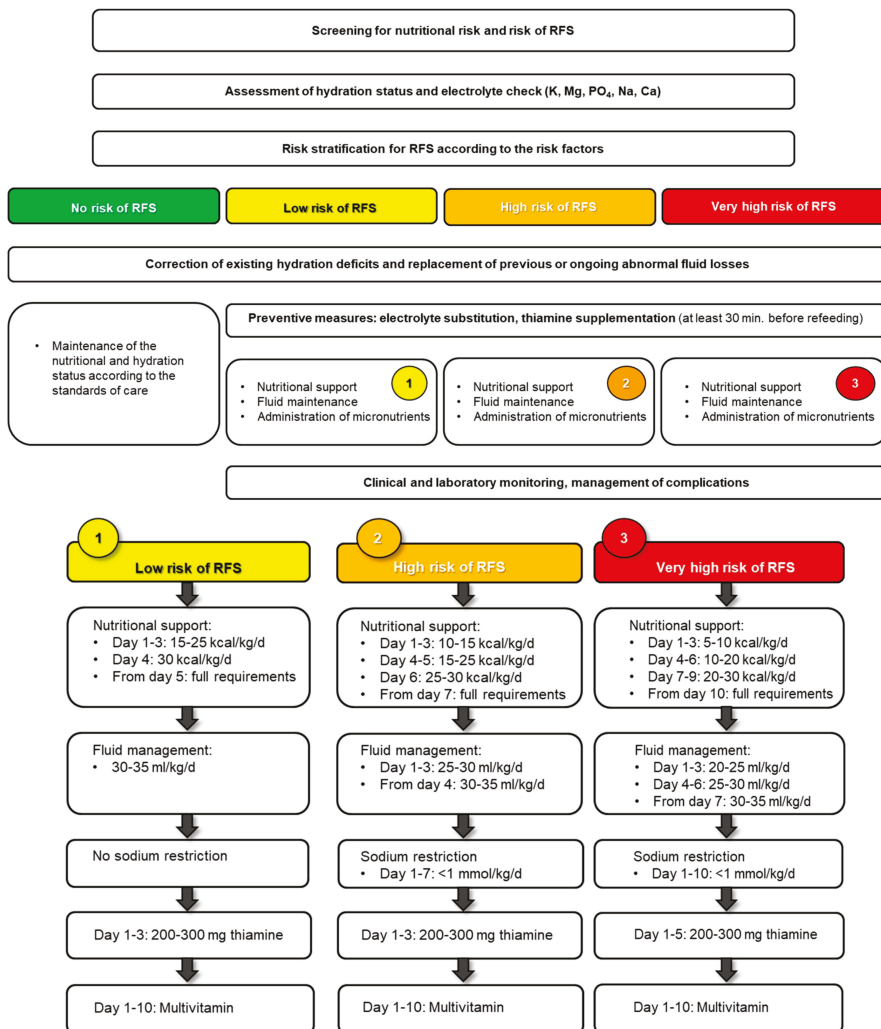 Screening for nutritional risk and risk of RFS
Assessment of hydration status and electrolyte check (K, Mg, PO₄, Na, Ca)
Risk stratification for RFS according to the risk factors
No risk of RFS
Low risk of RFS
High risk of RFS
Very high risk of RFS
Correction of existing hydration deficits and replacement of previous or ongoing abnormal fluid losses
• Maintenance of the
nutritional and hydration
status according to the
standards of care
Preventive measures: electrolyte substitution, thiamine supplementation (at least 30 min. before refeeding)
1
• Nutritional support
• Fluid maintenance
• Administration of micronutrients
2
• Nutritional support
• Fluid maintenance
• Administration of micronutrients
3
• Nutritional support
• Fluid maintenance
• Administration of micronutrients
Clinical and laboratory monitoring, management of complications
1
Low risk of RFS
Nutritional support:
• Day 1-3: 15-25 kcal/kg/d
• Day 4: 30 kcal/kg/d
• From day 5: full requirements
Fluid management:
• 30-35 ml/kg/d
No sodium restriction
Day 1-3: 200-300 mg thiamine
Day 1-10: Multivitamin
2
High risk of RFS
Nutritional support:
• Day 1-3: 10-15 kcal/kg/d
• Day 4-5: 15-25 kcal/kg/d
• Day 6: 25-30 kcal/kg/d
• From day 7: full requirements
Fluid management:
• Day 1-3: 25-30 ml/kg/d
• From day 4: 30-35 ml/kg/d
Sodium restriction
• Day 1-7: <1 mmol/kg/d
Day 1-3: 200-300 mg thiamine
Day 1-10: Multivitamin
3
Very high risk of RFS
Nutritional support:
• Day 1-3: 5-10 kcal/kg/d
• Day 4-6: 10-20 kcal/kg/d
• Day 7-9: 20-30 kcal/kg/d
• From day 10: full requirements
Fluid management:
• Day 1-3: 20-25 ml/kg/d
• Day 4-6: 25-30 ml/kg/d
• From day 7: 30-35 ml/kg/d
Sodium restriction
• Day 1-10: <1 mmol/kg/d
Day 1-5: 200-300 mg thiamine
Day 1-10: Multivitamin